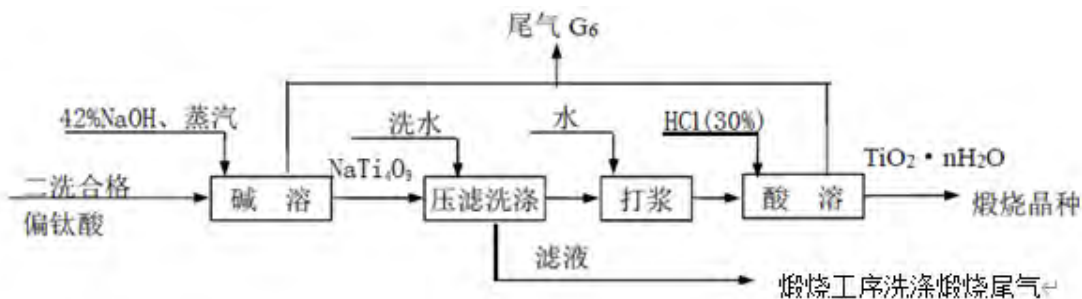 尾气 G6
42%NaOH、蒸汽
洗水
水
HCl(30%)
NaTi4O9
TiO2·nH2O
二洗合格
偏钛酸
碱 溶
压滤洗涤
打浆
酸 溶
煅烧晶种
滤液
煅烧工序洗涤煅烧尾气↵